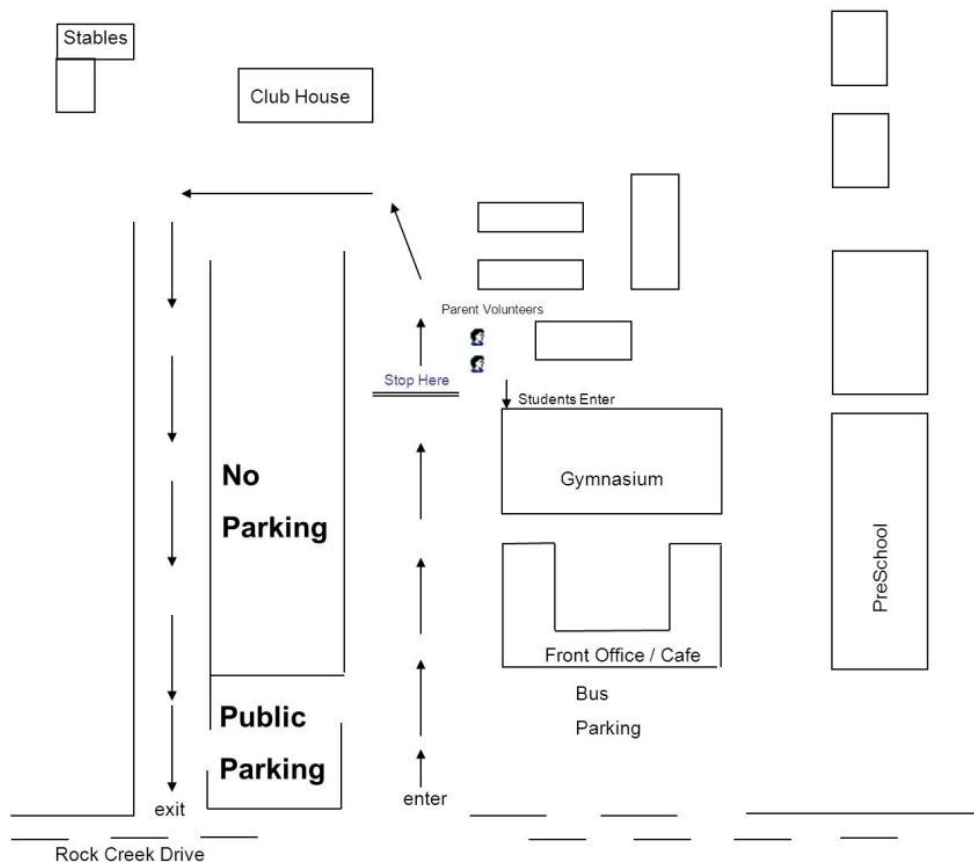 Stables
Club House
Parent Volunteers
Stop Here
Students Enter
No
Parking
Gymnasium
PreSchool
Front Office / Cafe
Bus
Parking
Public
Parking
exit
enter
Rock Creek Drive